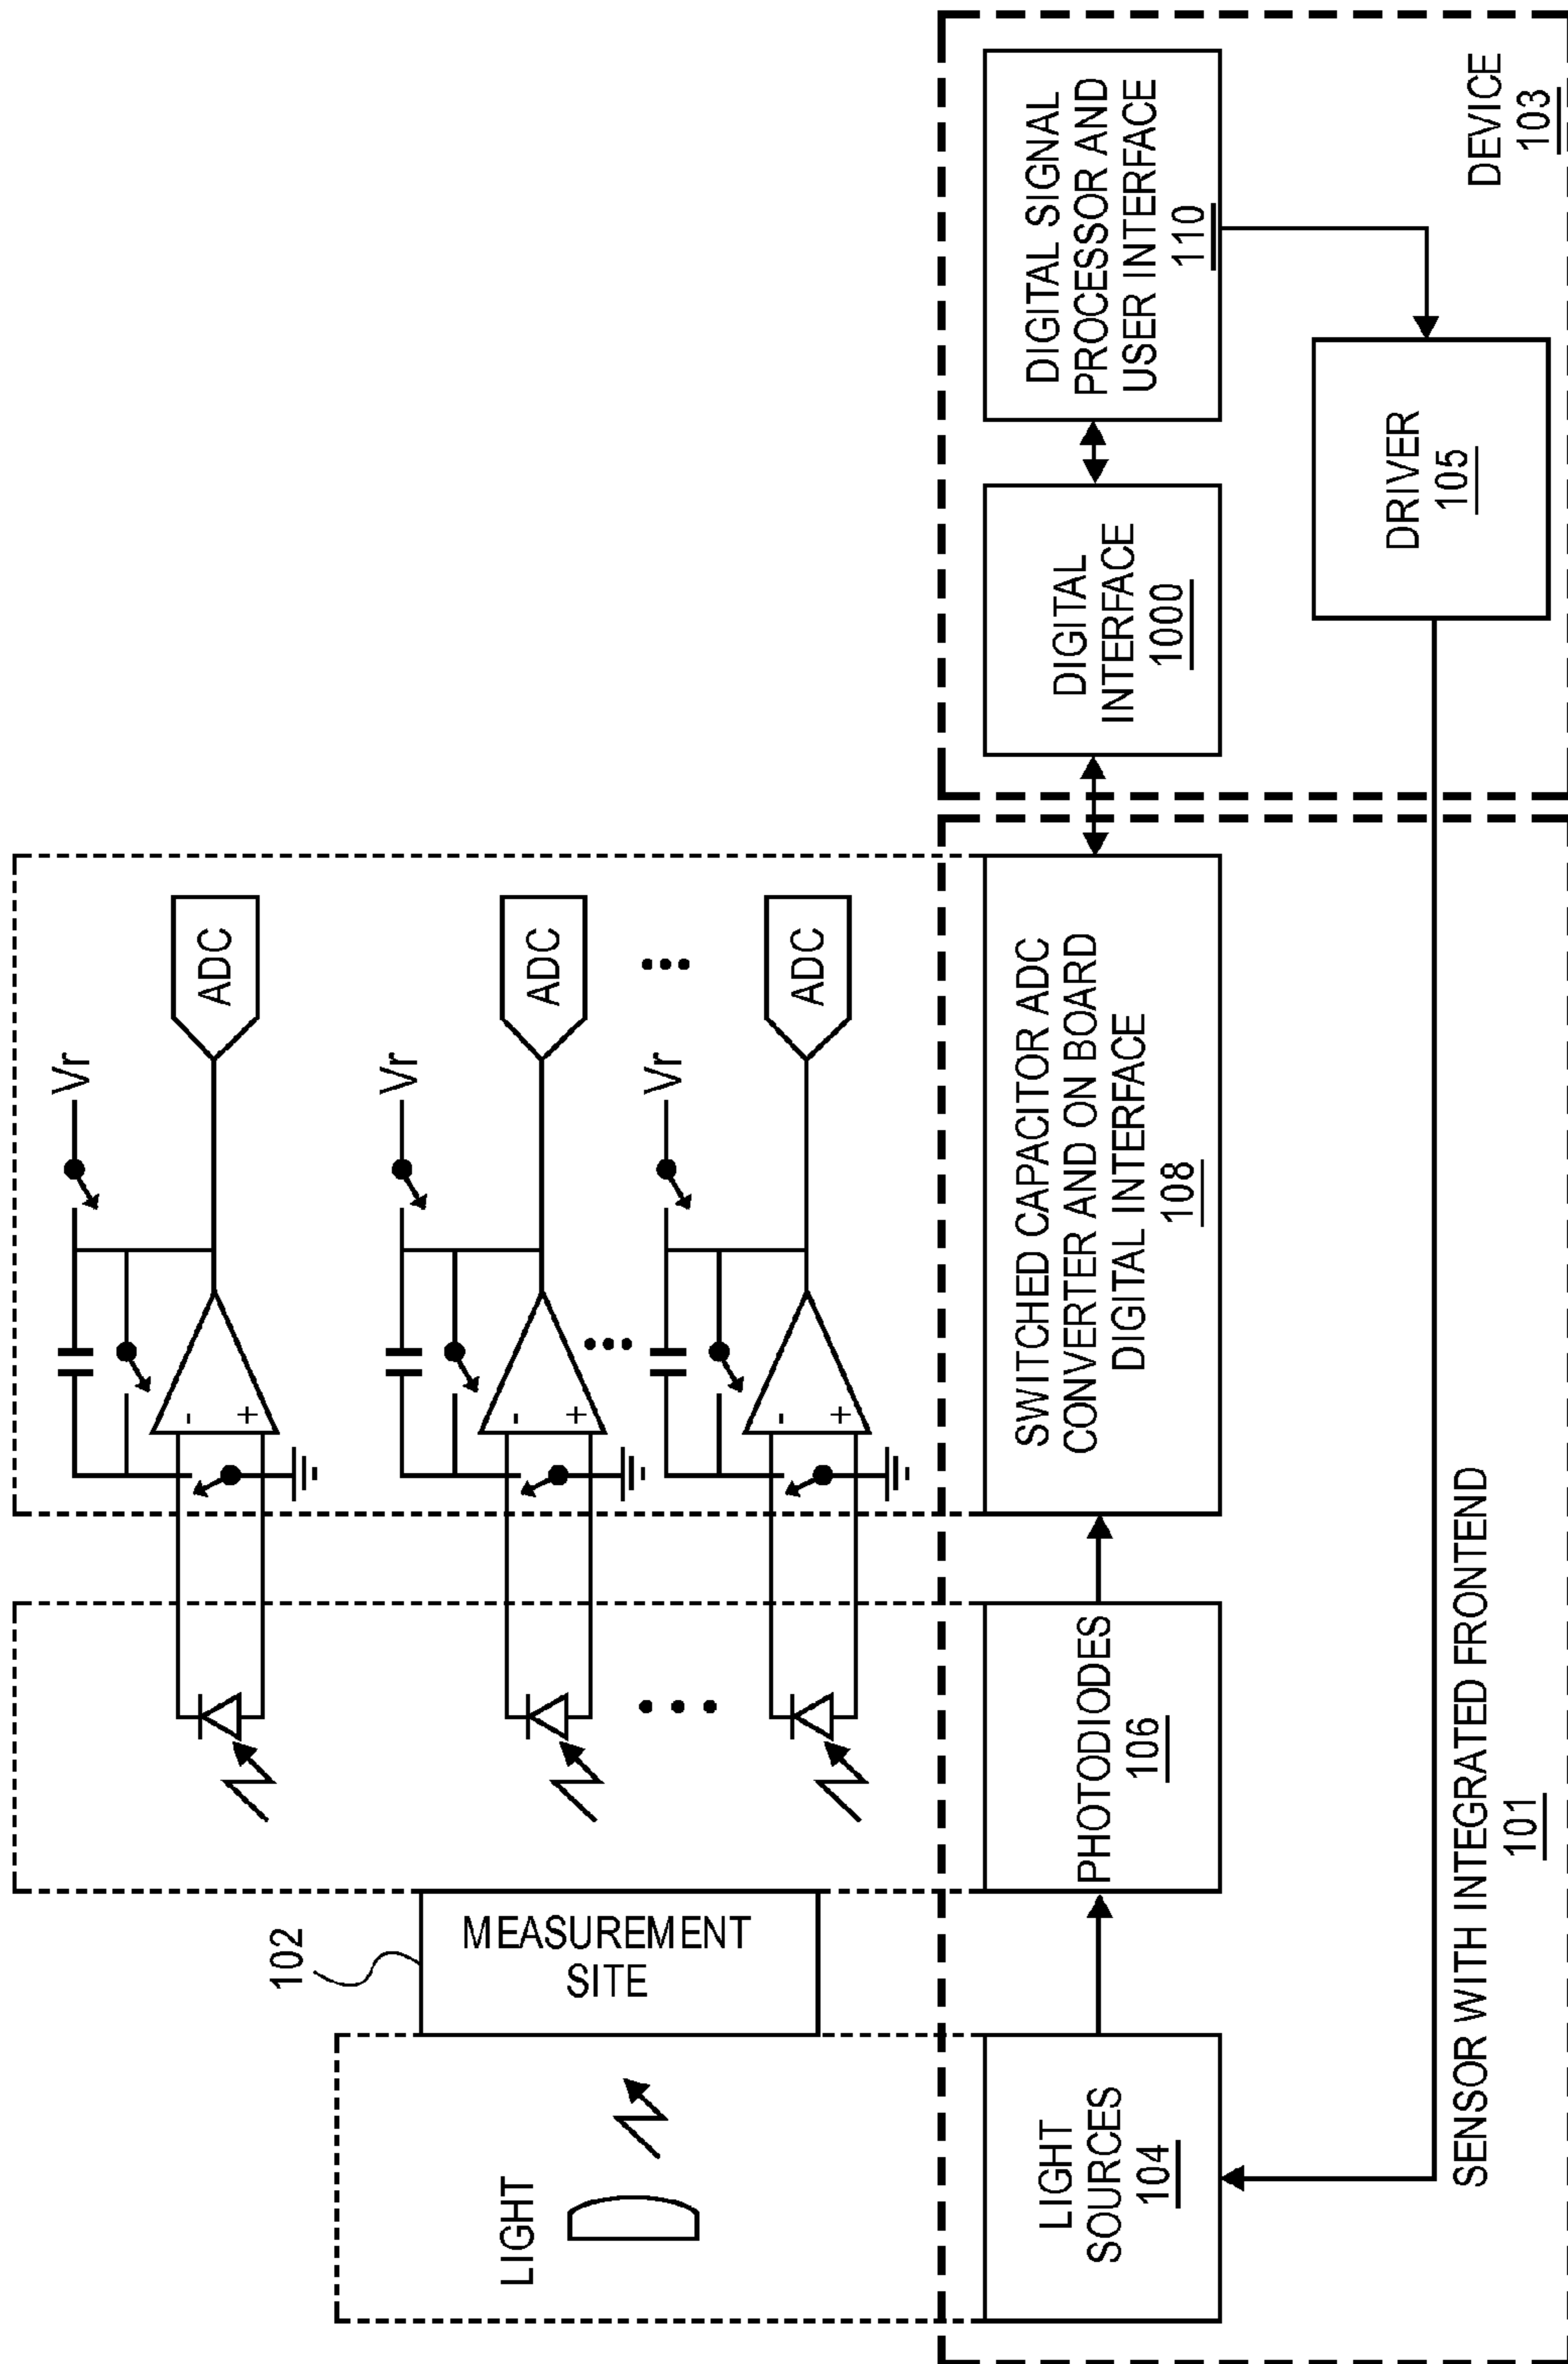 LIGHT
102
MEASUREMENT
SITE
-
+
Vr
ADC
-
+
Vr
ADC
-
+
Vr
ADC
LIGHT
SOURCES
104
PHOTODIODES
106
SWITCHED CAPACITOR ADC
CONVERTER AND ON BOARD
DIGITAL INTERFACE
108
DIGITAL
INTERFACE
1000
DIGITAL SIGNAL
PROCESSOR AND
USER INTERFACE
110
DRIVER
105
SENSOR WITH INTEGRATED FRONTEND
101
DEVICE
103